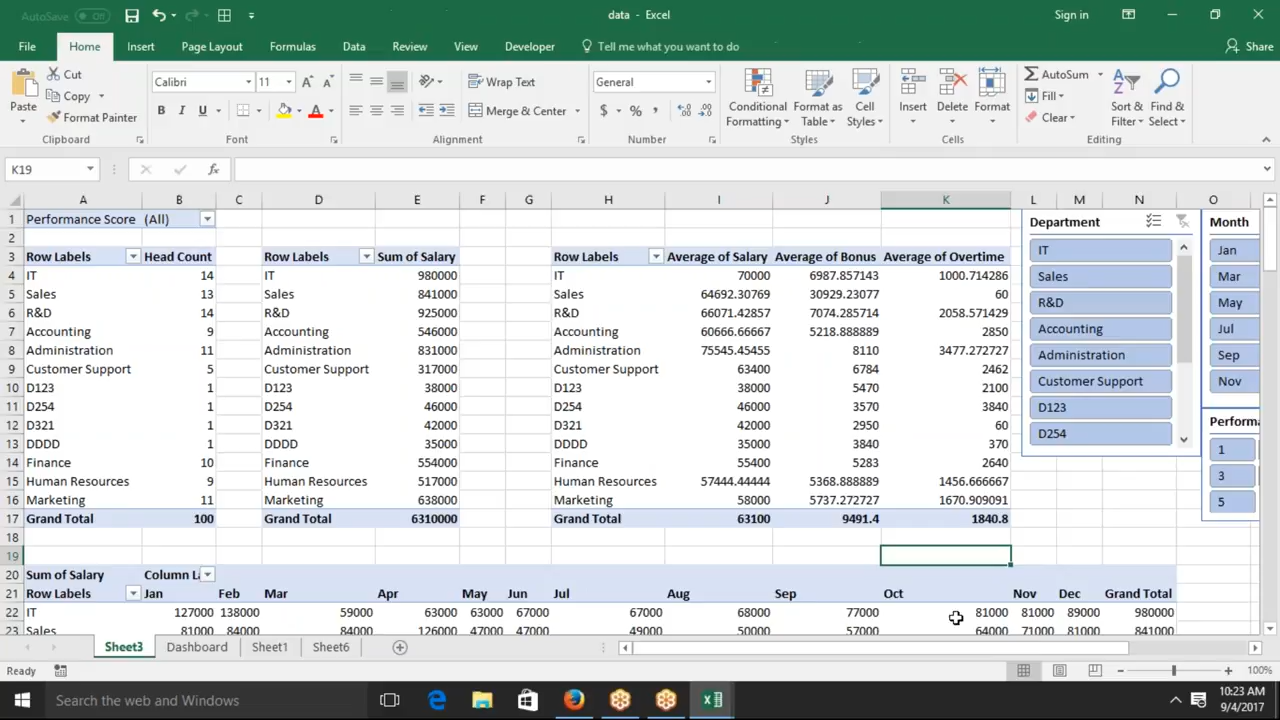 AutoSave Off
data - Excel
Sign in
File Home Insert Page Layout Formulas Data Review View Developer Tell me what you want to do Share
Paste Cut Copy Format Painter Clipboard
Calibri 11 B I U Font
Wrap Text Merge & Center Alignment
General $ % , Number
Conditional Formatting Format as Table Cell Styles Styles
Insert Delete Format Cells
AutoSum Fill Clear Sort & Filter Find & Select Editing
K19 fx
A B C D E F G H I J K L M N O
1 Performance Score (All)
2
3 Row Labels Head Count Row Labels Sum of Salary Row Labels Average of Salary Average of Bonus Average of Overtime
4 IT 14 IT 980000 IT 70000 6987.857143 1000.714286
5 Sales 13 Sales 841000 Sales 64692.30769 30929.23077 60
6 R&D 14 R&D 925000 R&D 66071.42857 7074.285714 2058.571429
7 Accounting 9 Accounting 546000 Accounting 60666.66667 5218.888889 2850
8 Administration 11 Administration 831000 Administration 75545.45455 8110 3477.272727
9 Customer Support 5 Customer Support 317000 Customer Support 63400 6784 2462
10 D123 1 D123 38000 D123 38000 5470 2100
11 D254 1 D254 46000 D254 46000 3570 3840
12 D321 1 D321 42000 D321 42000 2950 60
13 DDDD 1 DDDD 35000 DDDD 35000 3840 370
14 Finance 10 Finance 554000 Finance 55400 5283 2640
15 Human Resources 9 Human Resources 517000 Human Resources 57444.44444 5368.888889 1456.666667
16 Marketing 11 Marketing 638000 Marketing 58000 5737.272727 1670.909091
17 Grand Total 100 Grand Total 6310000 Grand Total 63100 9491.4 1840.8
18
19
20 Sum of Salary Column La
21 Row Labels Jan Feb Mar Apr May Jun Jul Aug Sep Oct Nov Dec Grand Total
22 IT 127000 138000 59000 63000 63000 67000 67000 68000 77000 81000 81000 89000 980000
23 Sales 81000 84000 84000 126000 47000 47000 49000 50000 57000 64000 71000 81000 841000
Department
IT
Sales
R&D
Accounting
Administration
Customer Support
D123
D254
Month
Jan
Mar
May
Jul
Sep
Nov
Performa
1
3
5
Sheet3 Dashboard Sheet1 Sheet6
Ready 100%
Search the web and Windows
10:23 AM
9/4/2017